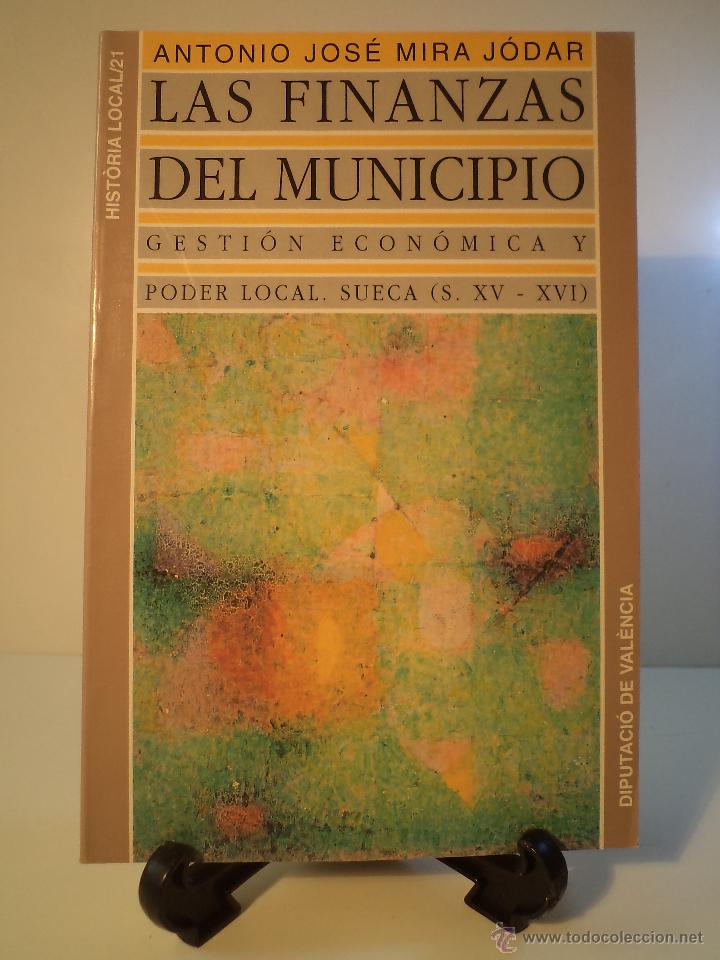 HISTÒRIA LOCAL/21
ANTONIO JOSÉ MIRA JÓDAR
LAS FINANZAS
DEL MUNICIPIO
GESTIÓN ECONÓMICA Y
PODER LOCAL. SUECA (S. XV - XVI)
DIPUTACIÓ DE VALÈNCIA
www.todocoleccion.net